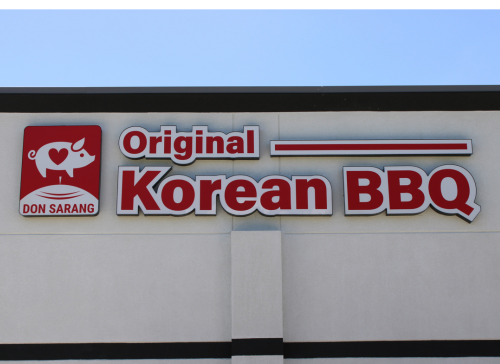 DON SARANG
Original
Korean BBQ